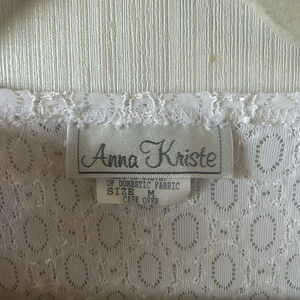 Anna Kriste
OF DOMESTIC FABRIC
SIZE M
CARE OVER